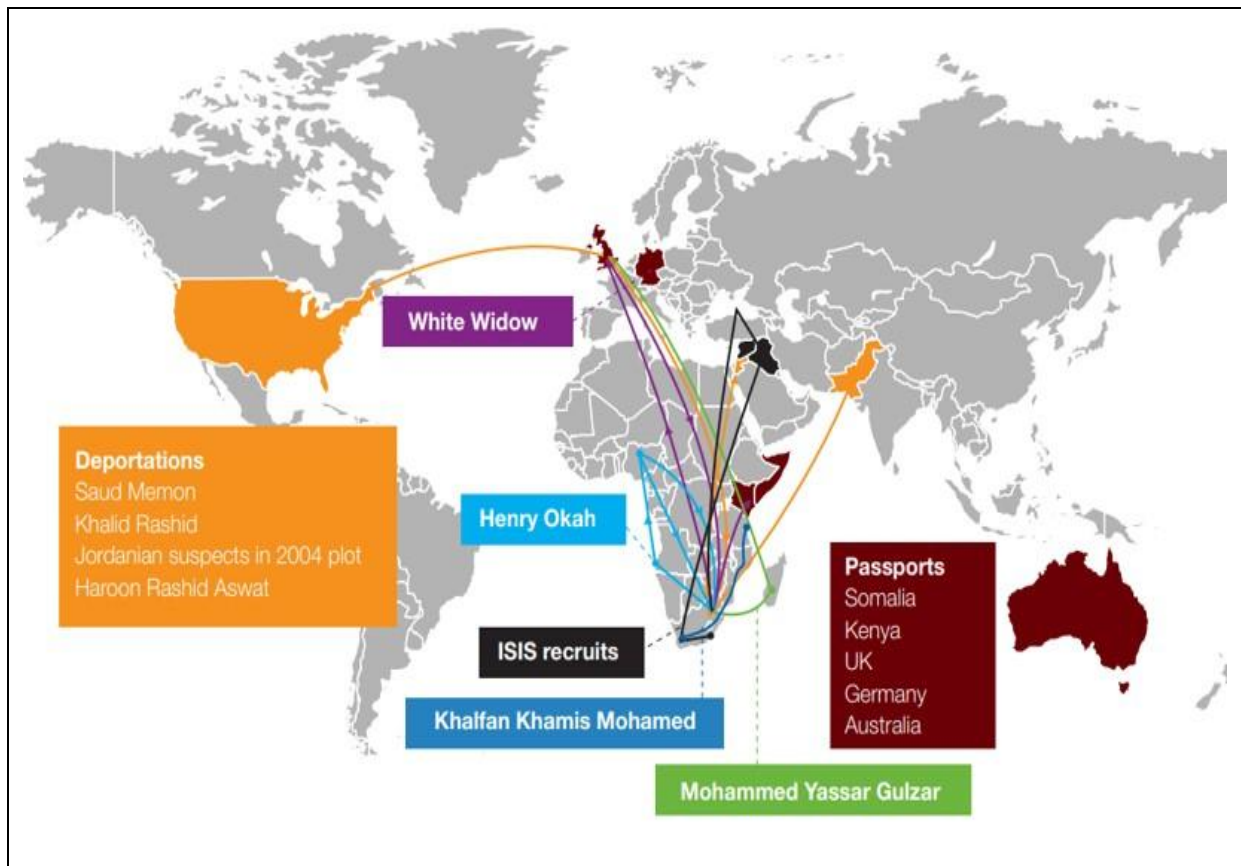 White Widow
Deportations
Saud Memon
Khalid Rashid
Jordanian suspects in 2004 plot
Haroon Rashid Aswat
Henry Okah
ISIS recruits
Khalfan Khamis Mohamed
Mohammed Yassar Gulzar
Passports
Somalia
Kenya
UK
Germany
Australia